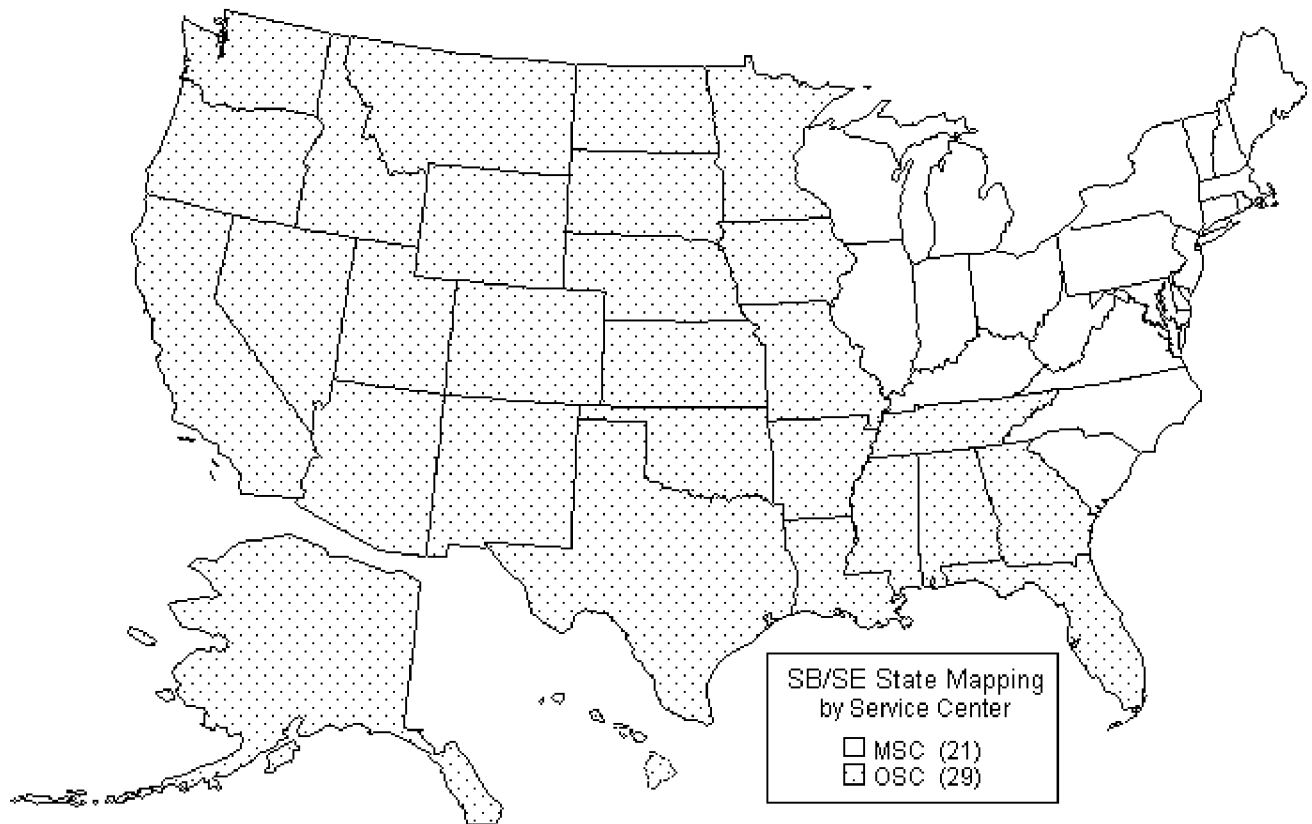 SB/SE State Mapping
by Service Center
MSC (21)
OSC (29)